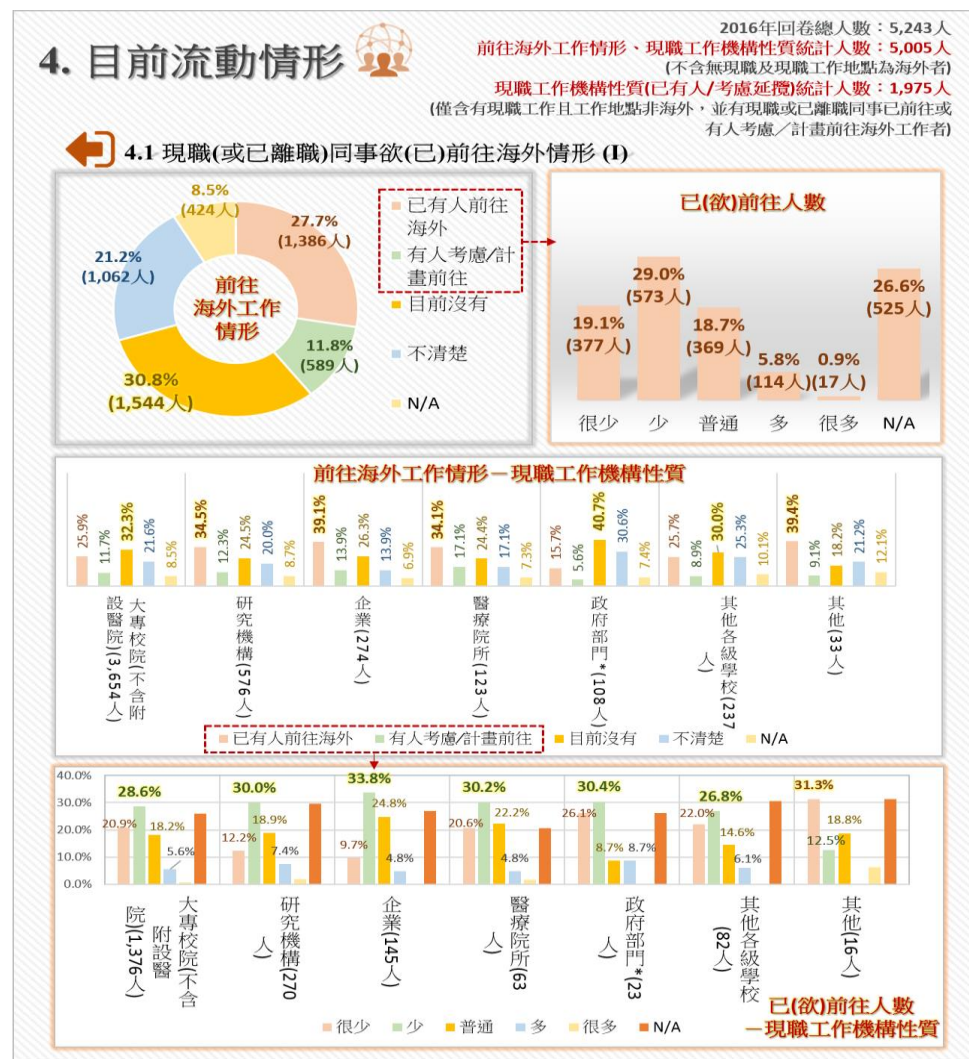 4. 目前流動情形
2016年回卷總人數：5,243人
前往海外工作情形、現職工作機構性質統計人數：5,005人
(不含無現職及現職工作地點為海外者)
現職工作機構性質(已有人/考慮延攬)統計人數：1,975人
(僅含有現職工作且工作地點非海外，並有現職或已離職同事已前往或
有人考慮／計畫前往海外工作者)
4.1 現職(或已離職)同事欲(已)前往海外情形 (I)
8.5%
(424人)
27.7%
(1,386人)
21.2%
(1,062人)
前往
海外工作
情形
11.8%
(589人)
30.8%
(1,544人)
已有人前往
海外
有人考慮/計
畫前往
目前沒有
不清楚
N/A
已(欲)前往人數
19.1%
(377人)
29.0%
(573人)
18.7%
(369人)
5.8%
(114人)
0.9%
(17人)
26.6%
(525人)
很少 少 普通 多 很多 N/A
前往海外工作情形－現職工作機構性質
25.9% 11.7% 32.3% 21.6% 8.5%
34.5% 12.3% 24.5% 20.0% 8.7%
39.1% 13.9% 26.3% 13.9% 6.9%
34.1% 17.1% 24.4% 17.1% 7.3%
15.7% 5.6% 40.7% 30.6% 7.4%
25.7% 8.9% 30.0% 25.3% 10.1%
39.4% 9.1% 18.2% 21.2% 12.1%
大專校院(不含附
設醫院)(3,654人)
研究機構(576人)
企業(274人)
醫療院所(123人)
政府部門*(108人)
其他各級學校(237
人)
其他(33人)
已有人前往海外 有人考慮/計畫前往 目前沒有 不清楚 N/A
40.0%
30.0%
20.0%
10.0%
0.0%
20.9% 28.6% 18.2% 5.6%
12.2% 30.0% 18.9% 7.4%
9.7% 33.8% 24.8% 4.8%
20.6% 30.2% 22.2% 4.8%
26.1% 30.4% 8.7% 8.7%
22.0% 26.8% 14.6% 6.1%
31.3% 12.5% 18.8%
大專校院(不含
附設醫
院)(1,376人)
研究機構(270
人)
企業(145人)
醫療院所(63
人)
政府部門*(23
人)
其他各級學校
(82人)
其他(16人)
很少 少 普通 多 很多 N/A
已(欲)前往人數
－現職工作機構性質